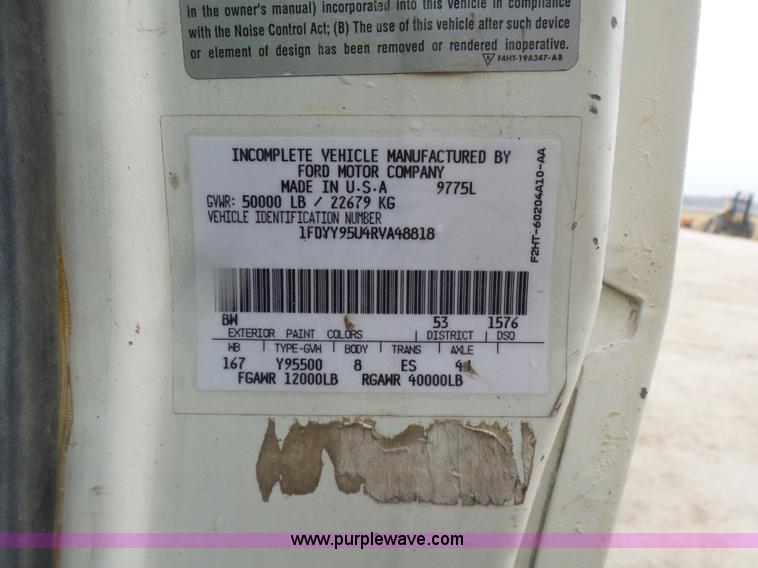 in the owner's manual) incorporated into this vehicle in compliance
with the Noise Control Act; (B) The use of this vehicle after such device
or element of design has been removed or rendered inoperative.
6 F4HT-19A347-AB
INCOMPLETE VEHICLE MANUFACTURED BY
FORD MOTOR COMPANY
MADE IN U.S.A 9775L
GVWR: 50000 LB / 22679 KG
VEHICLE IDENTIFICATION NUMBER
1FDYY95U4RVA48818
F2HT-60204A10-AA
BW 53 1576
EXTERIOR PAINT COLORS DISTRICT DSO
WB TYPE-GVW BODY TRANS AXLE
167 Y95500 8 ES 41
FGAWR 12000LB RGAWR 40000LB
www.purplewave.com